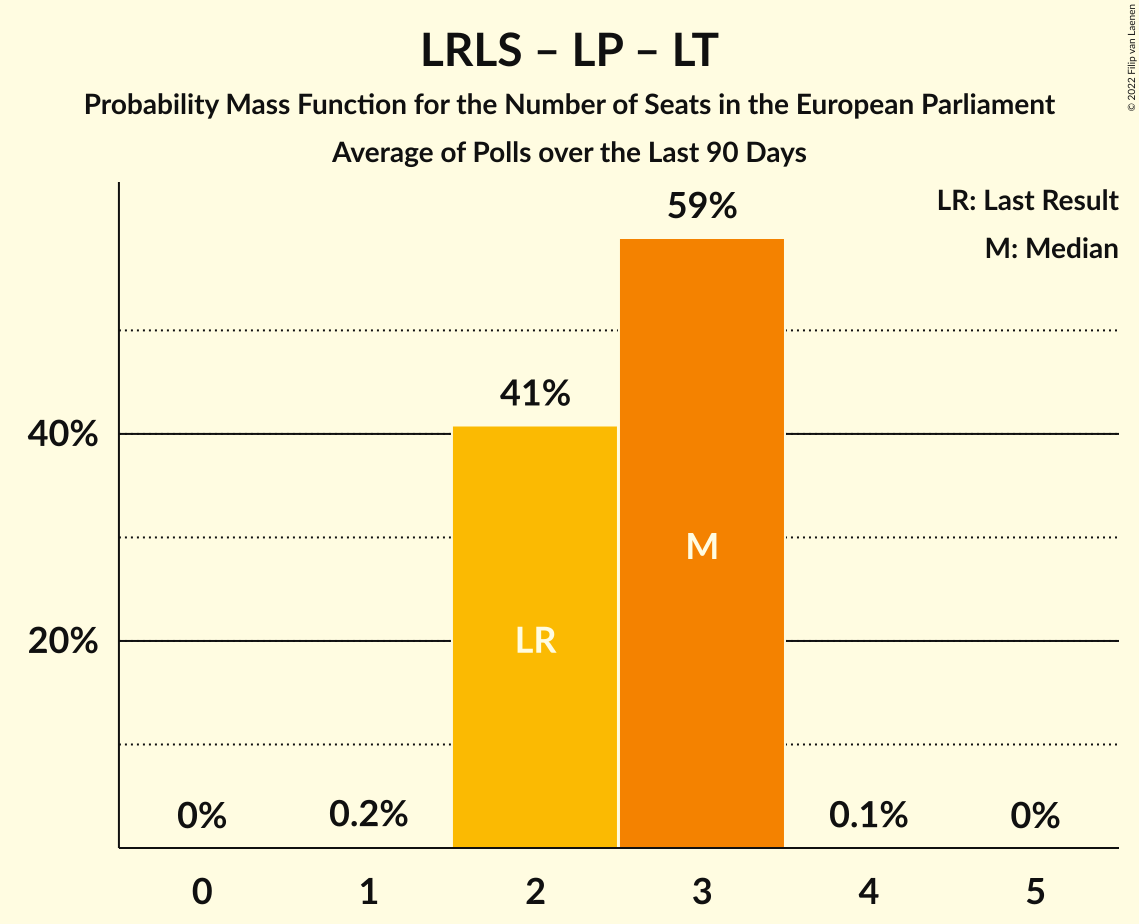 LRLS – LP – LT
Probability Mass Function for the Number of Seats in the European Parliament
Average of Polls over the Last 90 Days
© 2022 Filip van Laenen
LR: Last Result
M: Median
59%
41%
40%
M
LR
20%
0%
0.2%
0.1%
0%
0 1 2 3 4 5